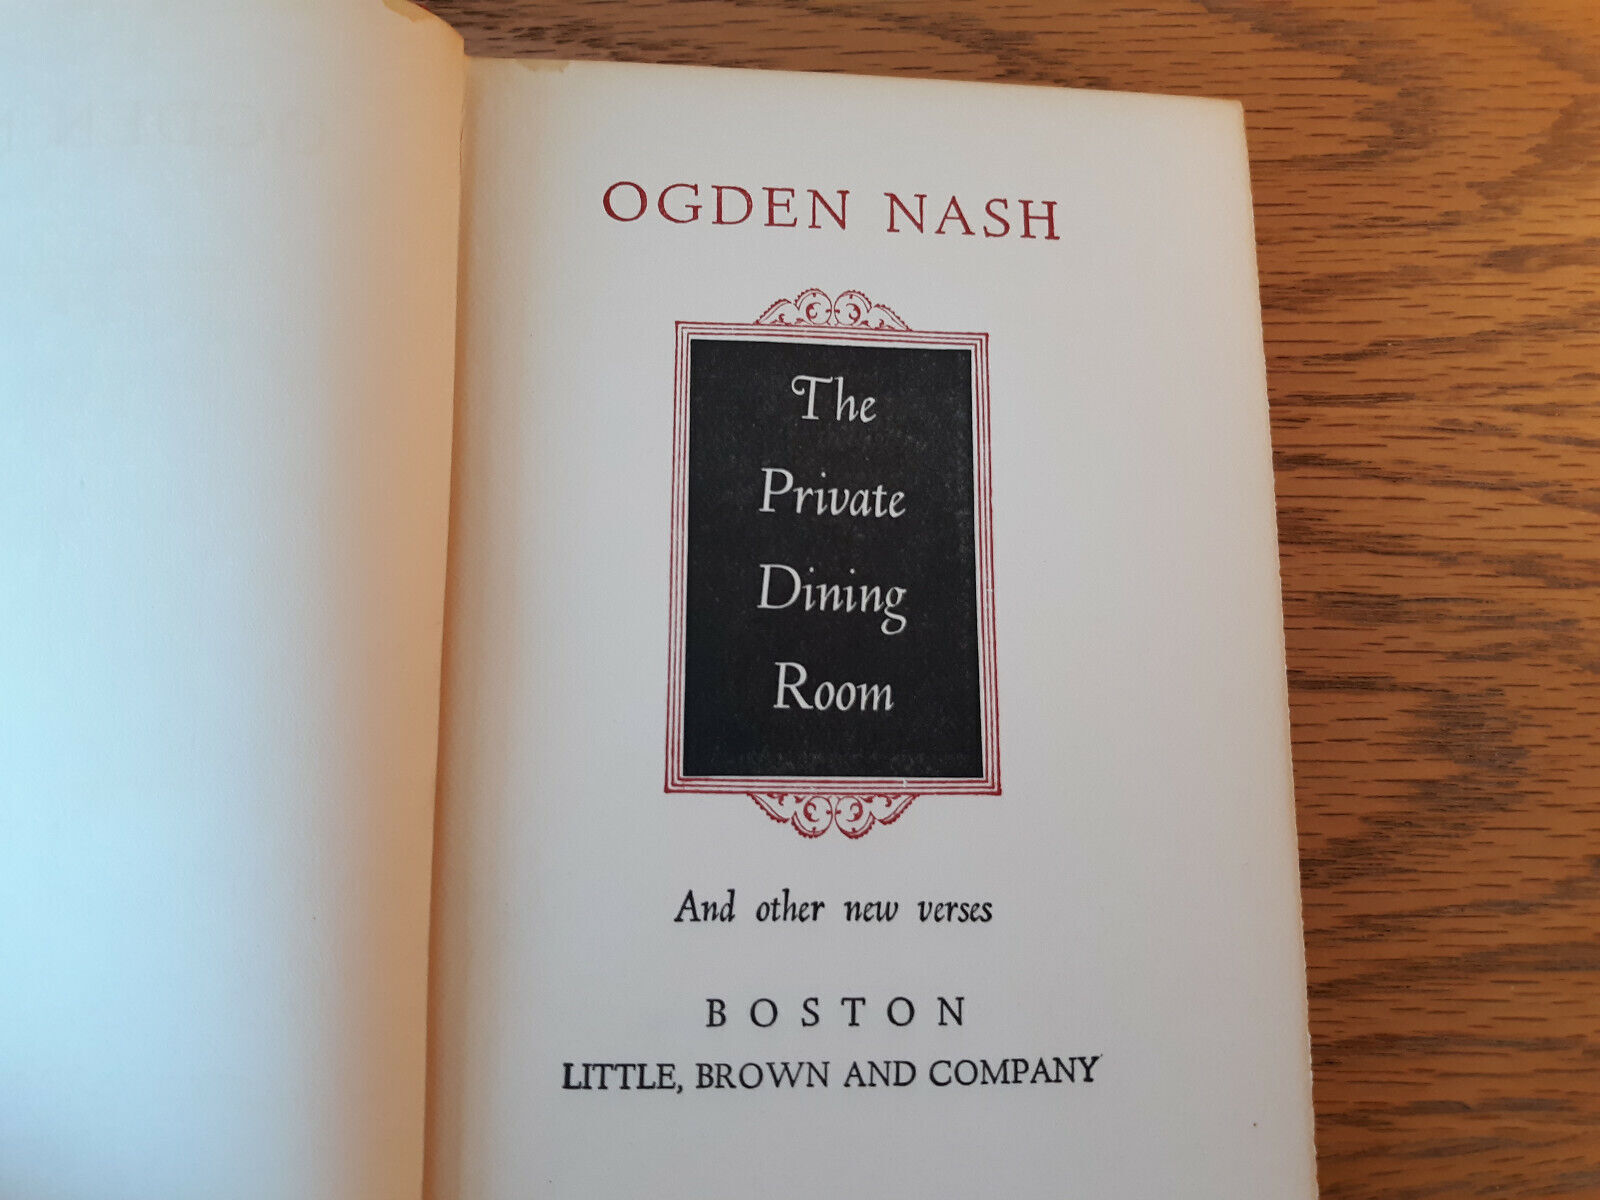 OGDEN NASH
The
Private
Dining
Room
And other new verses
BOSTON
LITTLE, BROWN AND COMPANY